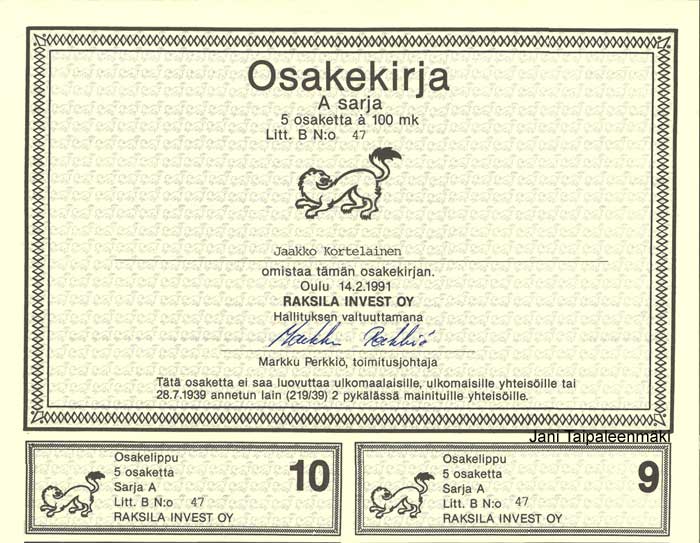 Osakekirja
A sarja
5 osaketta à 100 mk
Litt. B N:o 47
Jaakko Kortelainen
omistaa tämän osakekirjan.
Oulu 14.2.1991
RAKSILA INVEST OY
Hallituksen valtuuttamana
Markku Perkkiö
Markku Perkkiö, toimitusjohtaja
Tätä osaketta ei saa luovuttaa ulkomaalaisille, ulkomaisille yhteisöille tai
28.7.1939 annetun lain (219/39) 2 pykälässä mainituille yhteisöille.
Jani Taipaleenmäki
Osakelippu 10
5 osaketta
Sarja A
Litt. B N:o 47
RAKSILA INVEST OY
Osakelippu 9
5 osaketta
Sarja A
Litt. B N:o 47
RAKSILA INVEST OY